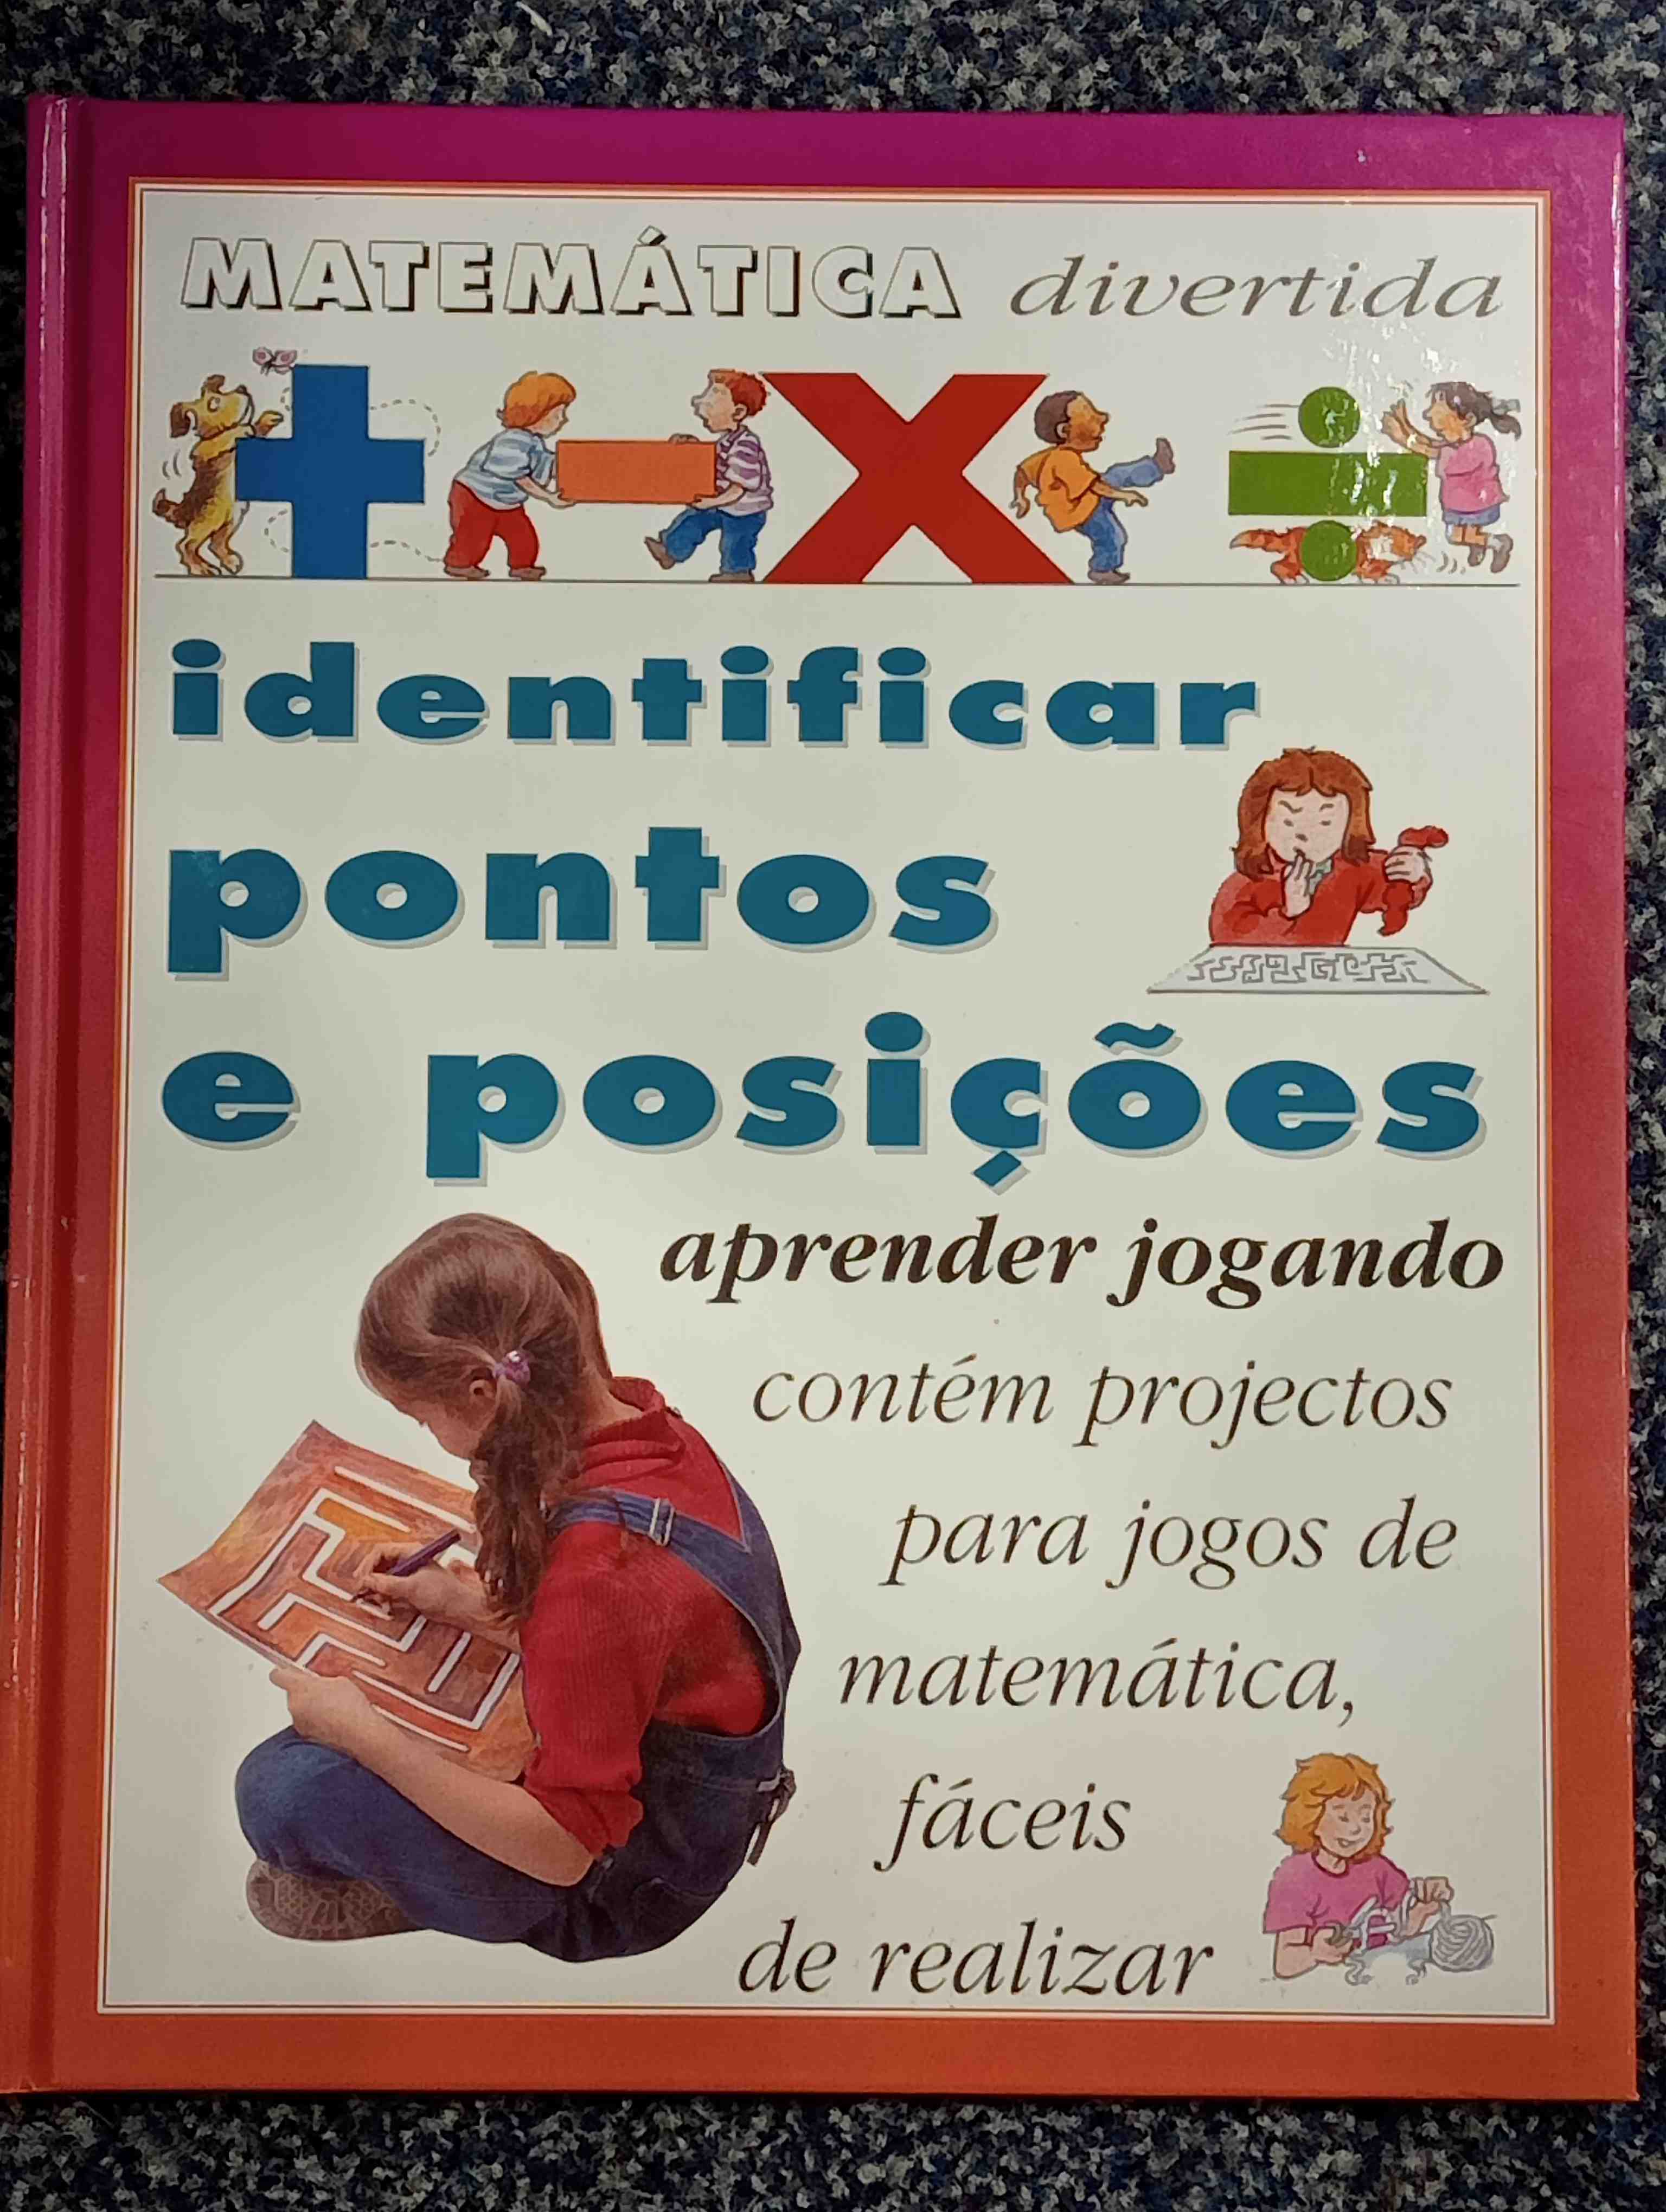 MATEMÁTICA divertida
+ - x ÷
identificar
pontos
e posições
aprender jogando
contém projectos
para jogos de
matemática,
fáceis
de realizar